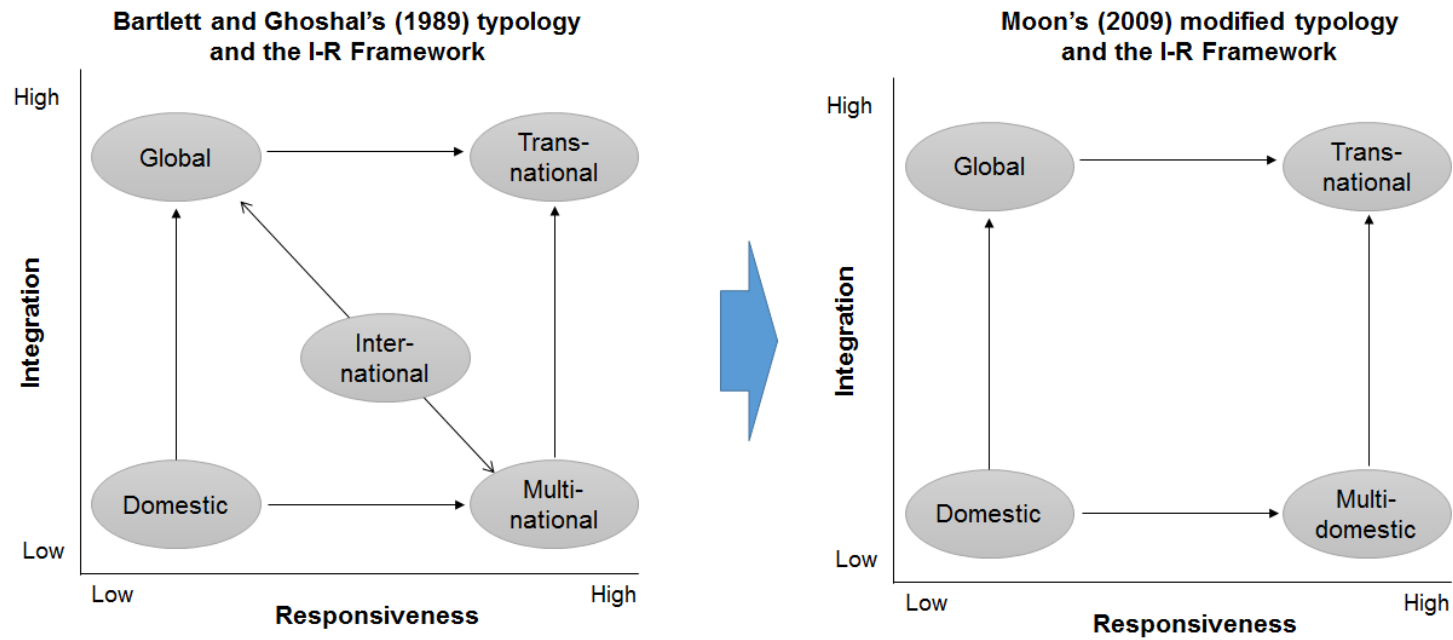 Bartlett and Ghoshal's (1989) typology
and the I-R Framework
High
Global
Trans-
national
Integration
Inter-
national
Domestic
Multi-
national
Low
Low
High
Responsiveness
Moon's (2009) modified typology
and the I-R Framework
High
Global
Trans-
national
Integration
Domestic
Multi-
domestic
Low
Low
High
Responsiveness